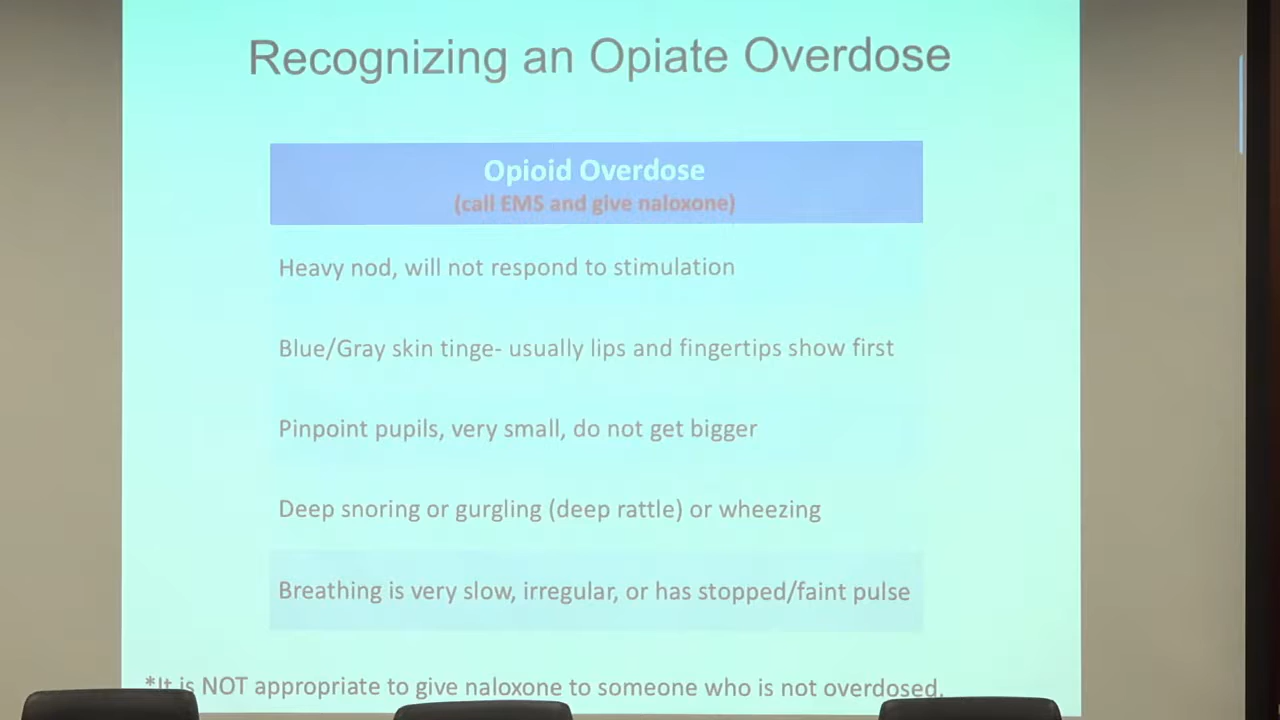 Recognizing an Opiate Overdose
Opioid Overdose
(call EMS and give naloxone)
Heavy nod, will not respond to stimulation
Blue/Gray skin tinge- usually lips and fingertips show first
Pinpoint pupils, very small, do not get bigger
Deep snoring or gurgling (deep rattle) or wheezing
Breathing is very slow, irregular, or has stopped/faint pulse
*It is NOT appropriate to give naloxone to someone who is not overdosed.